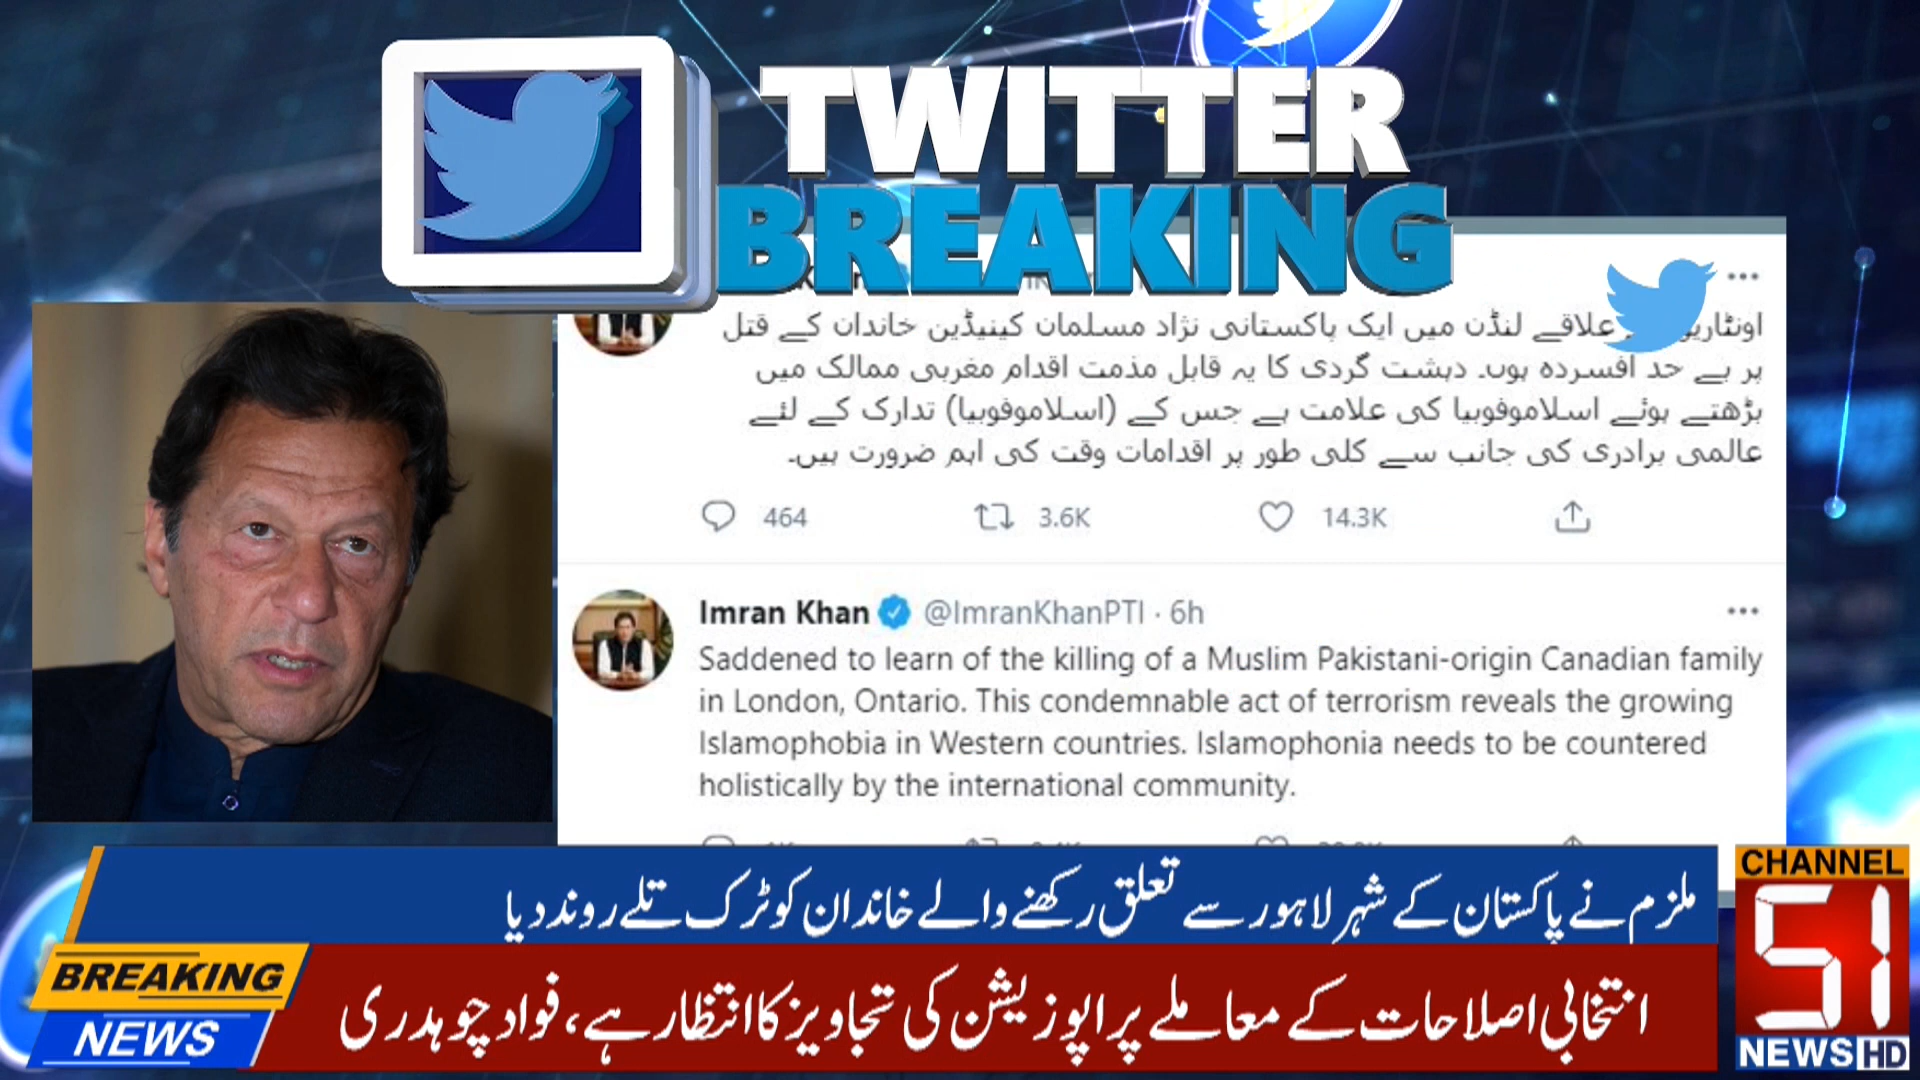 TWITTER
BREAKING
علاقے لنڈن میں ایک پاکستانی نژاد مسلمان کینیڈین خاندان کے قتل
پر بے حد افسردہ ہوں۔ دہشت گردی کا یہ قابل مذمت اقدام مغربی ممالک میں
بڑھتے ہوئے اسلاموفوبیا کی علامت ہے جس کے (اسلاموفوبیا) تدارک کے لئے
عالمی برادری کی جانب سے کلی طور پر اقدامات وقت کی اہم ضرورت ہیں۔
464 3.6K 14.3K
Imran Khan @ImranKhanPTI · 6h
Saddened to learn of the killing of a Muslim Pakistani-origin Canadian family
in London, Ontario. This condemnable act of terrorism reveals the growing
Islamophobia in Western countries. Islamophonia needs to be countered
holistically by the international community.
ملزم نے پاکستان کے شہر لاہور سے تعلق رکھنے والے خاندان کو ٹرک تلے روند دیا
BREAKING
NEWS
انتخابی اصلاحات کے معاملے پر اپوزیشن کی تجاویز کا انتظار ہے، فواد چوہدری
CHANNEL
51
NEWS HD